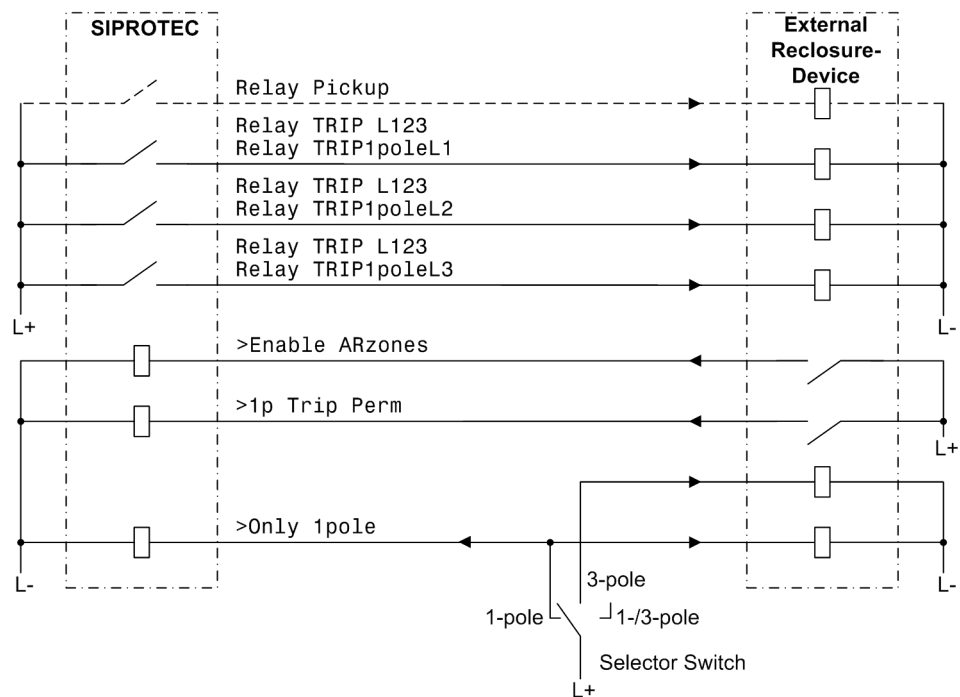 SIPROTEC
External
Reclosure-
Device
Relay Pickup
Relay TRIP L123
Relay TRIP1poleL1
Relay TRIP L123
Relay TRIP1poleL2
Relay TRIP L123
Relay TRIP1poleL3
L+
L-
>Enable ARzones
>1p Trip Perm
L+
>Only 1pole
L-
L-
3-pole
1-pole
1-/3-pole
Selector Switch
L+